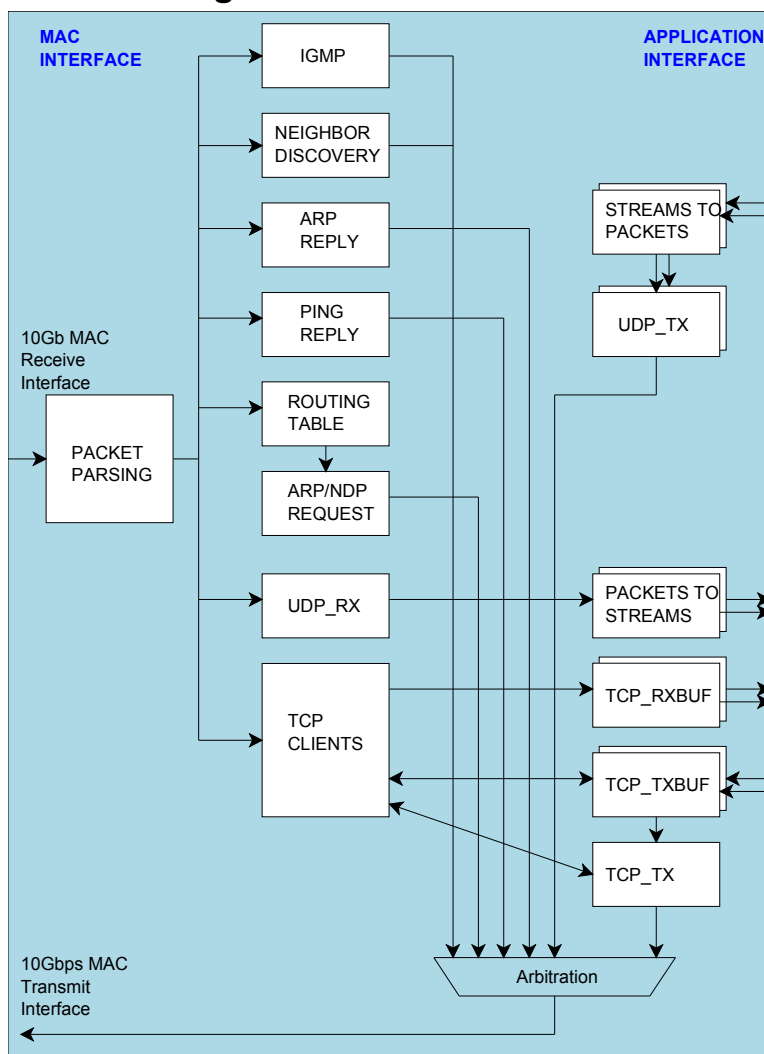 MAC
INTERFACE
APPLICATION
INTERFACE
IGMP
NEIGHBOR
DISCOVERY
ARP
REPLY
STREAMS TO
PACKETS
PING
REPLY
UDP_TX
10Gb MAC
Receive
Interface
ROUTING
TABLE
PACKET
PARSING
ARP/NDP
REQUEST
UDP_RX
PACKETS TO
STREAMS
TCP
CLIENTS
TCP_RXBUF
TCP_TXBUF
TCP_TX
10Gbps MAC
Transmit
Interface
Arbitration